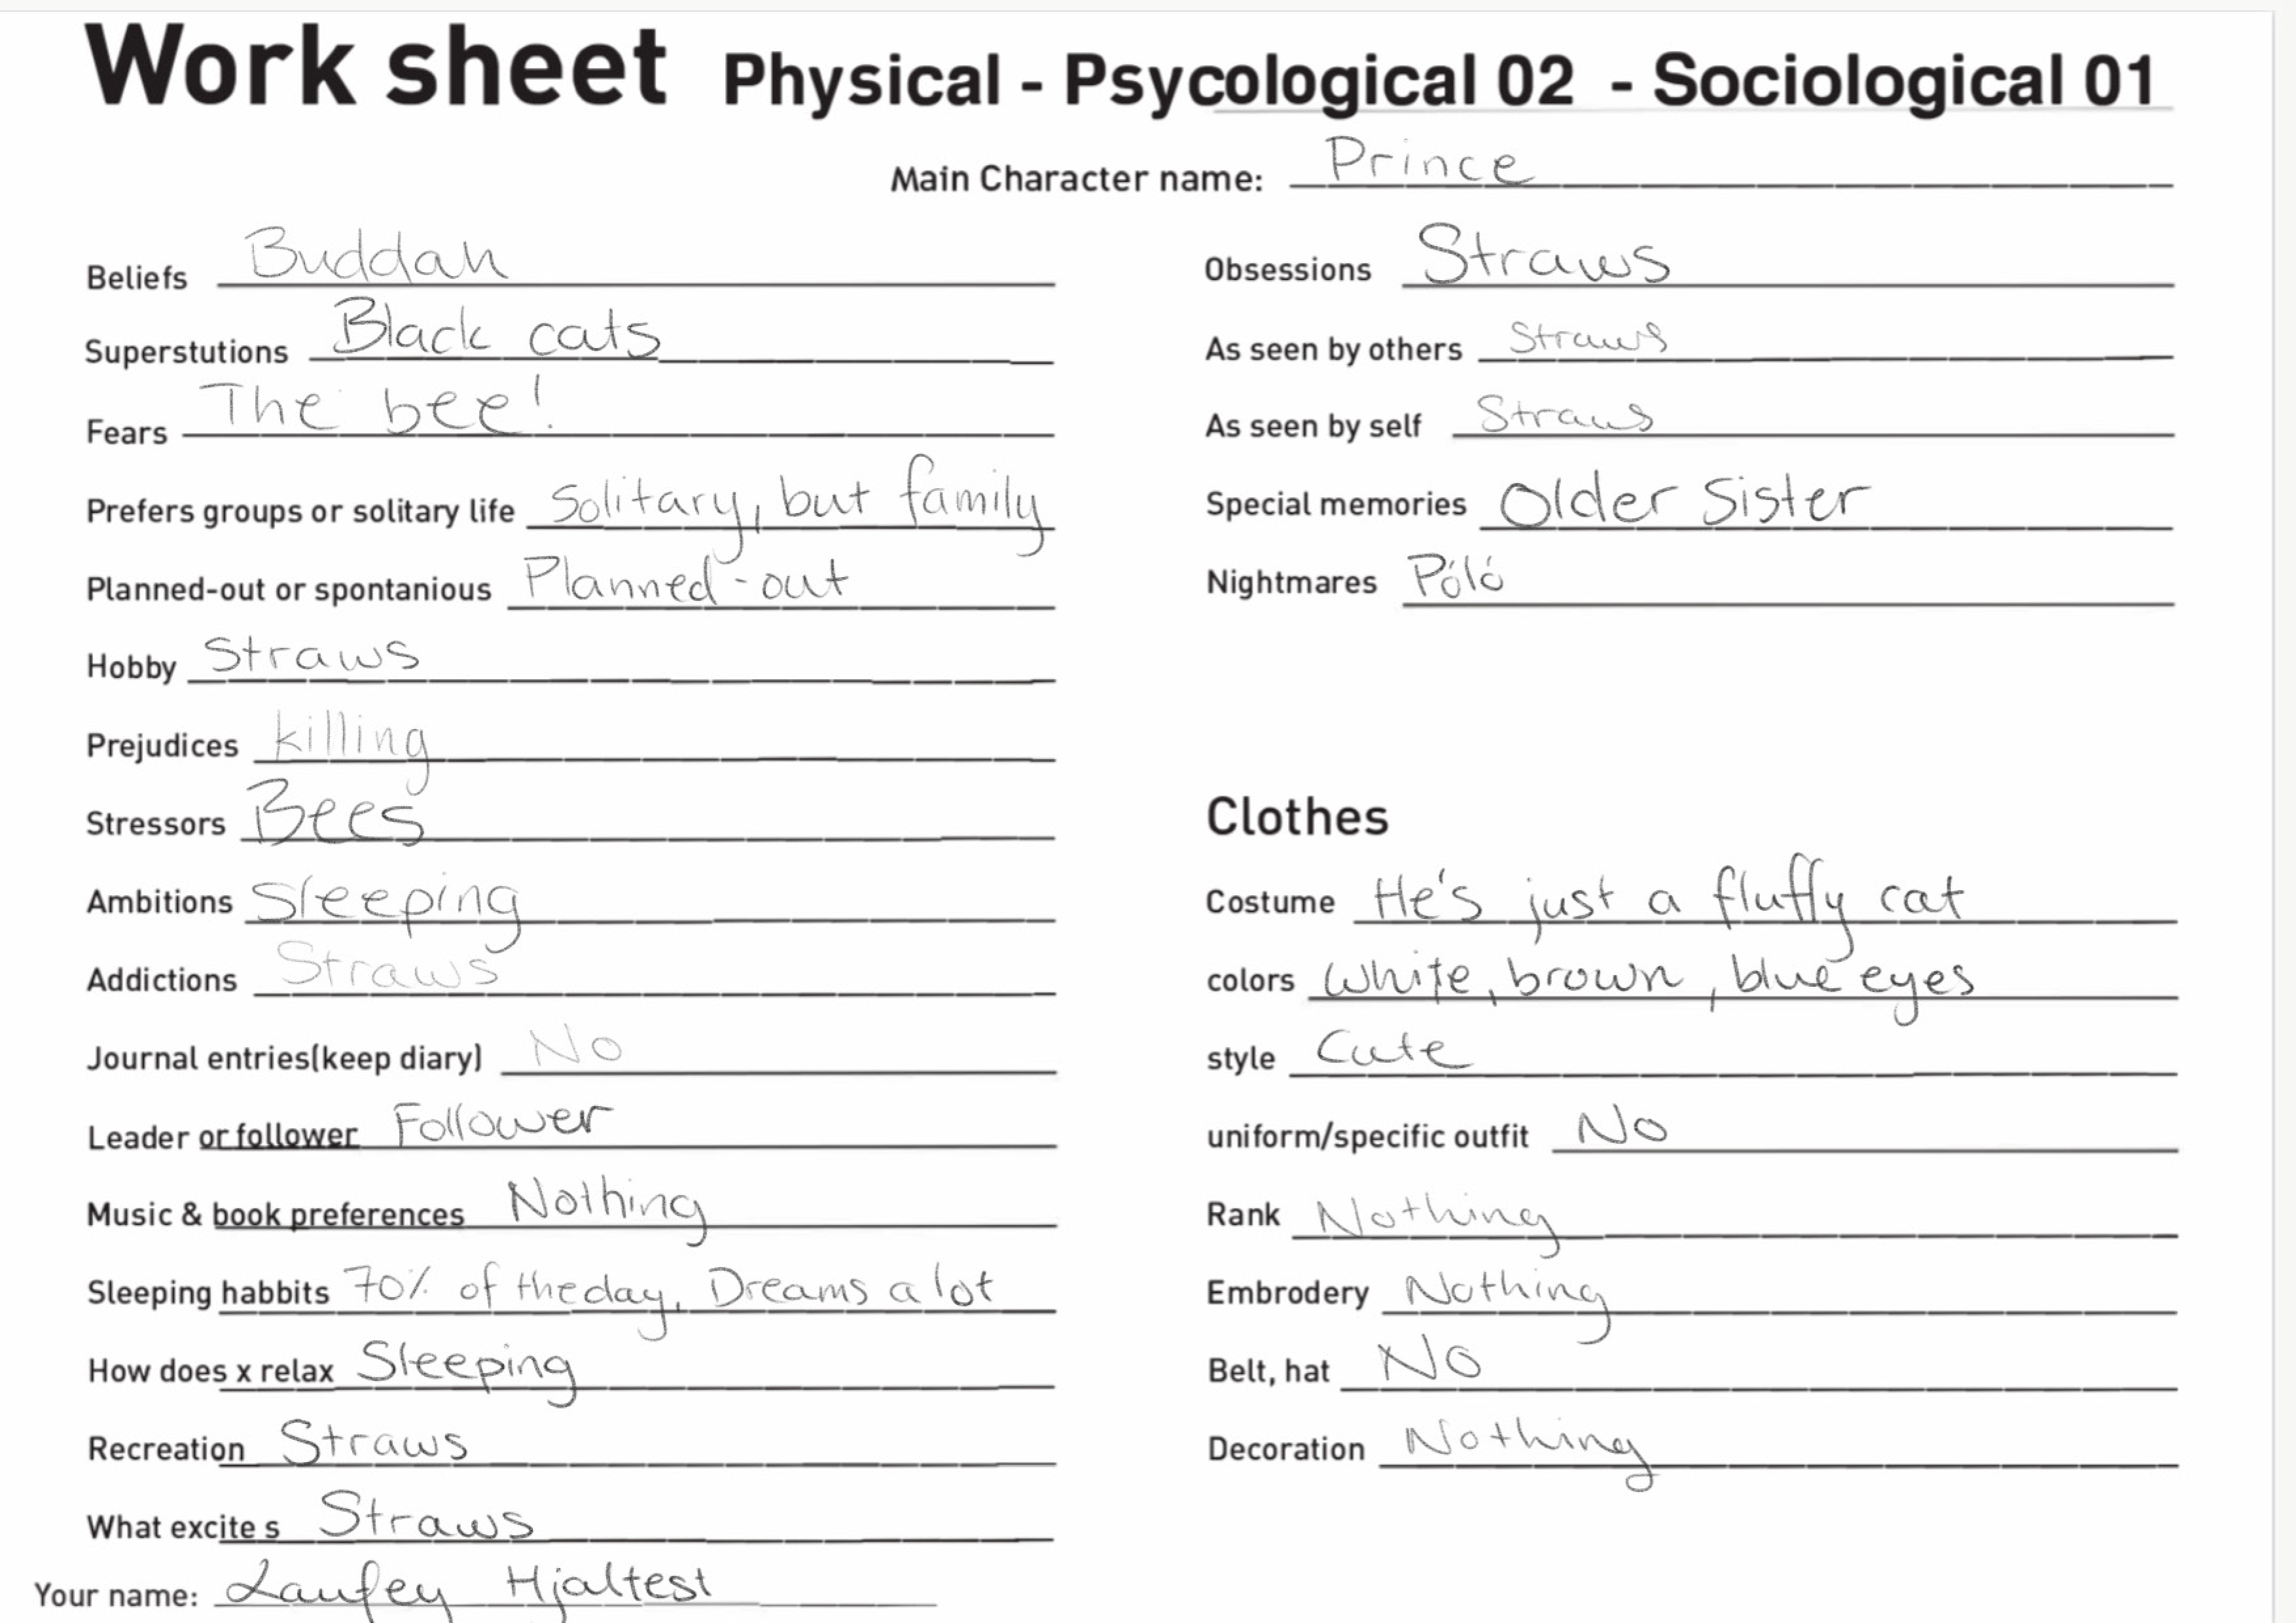 Work sheet Physical - Psycological 02 - Sociological 01
Main Character name: Prince
Beliefs Buddah
Superstutions Black cats
Fears The bee!
Prefers groups or solitary life Solitary, but family
Planned-out or spontanious Planned-out
Hobby Straws
Prejudices killing
Stressors Bees
Ambitions Sleeping
Addictions Straws
Journal entries(keep diary) No
Leader or follower Follower
Music & book preferences Nothing
Sleeping habbits 70% of the day, Dreams a lot
How does x relax Sleeping
Recreation Straws
What excite s Straws
Your name: Laufey Hjaltest
Obsessions Straws
As seen by others Straws
As seen by self Straws
Special memories Older Sister
Nightmares Póló
Clothes
Costume He's just a fluffy cat
colors White, brown, blue eyes
style Cute
uniform/specific outfit No
Rank Nothing
Embrodery Nothing
Belt, hat No
Decoration Nothing